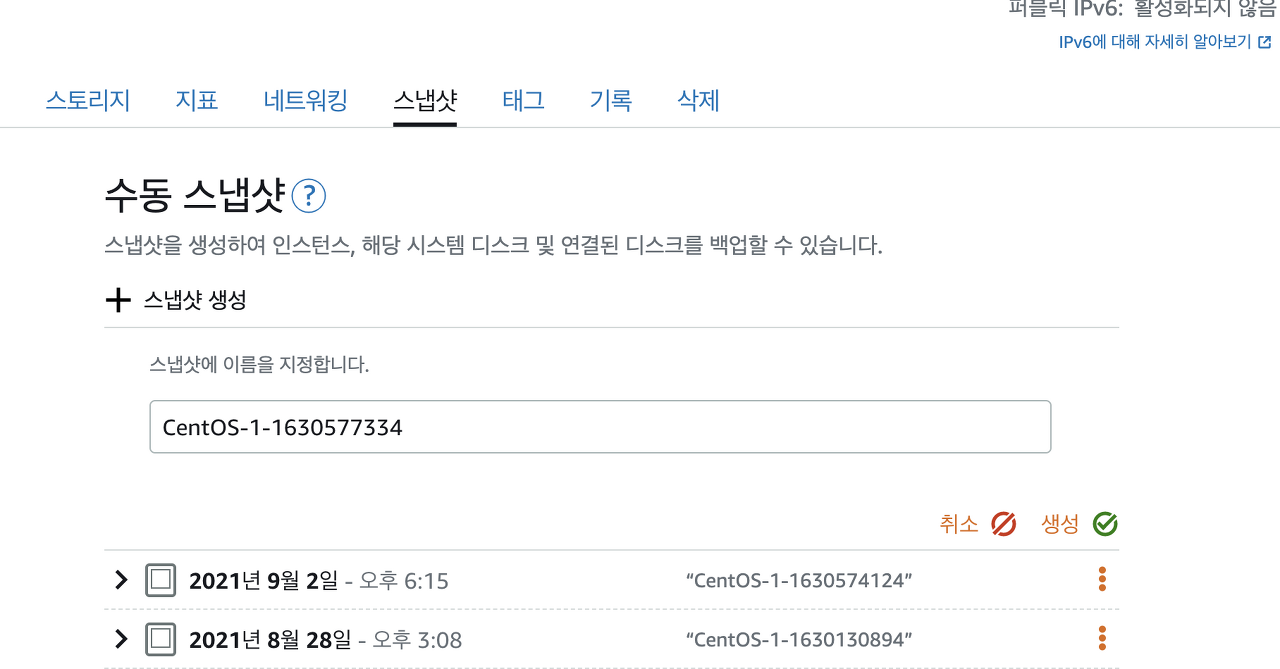 퍼블릭 IPv6: 활성화되지 않음
IPv6에 대해 자세히 알아보기
스토리지 지표 네트워킹 스냅샷 태그 기록 삭제
수동 스냅샷 ?
스냅샷을 생성하여 인스턴스, 해당 시스템 디스크 및 연결된 디스크를 백업할 수 있습니다.
스냅샷 생성
스냅샷에 이름을 지정합니다.
CentOS-1-1630577334
취소 생성
2021년 9월 2일 - 오후 6:15 “CentOS-1-1630574124”
2021년 8월 28일 - 오후 3:08 “CentOS-1-1630130894”